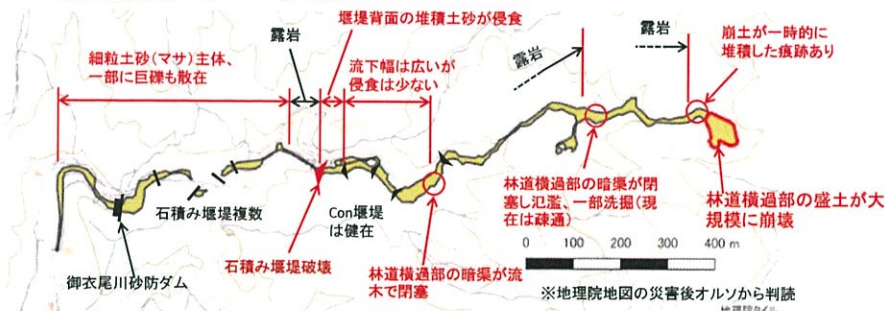 堰堤背面の堆積土砂が侵食
露岩
細粒土砂(マサ)主体、
一部に巨礫も散在
流下幅は広いが
侵食は少ない
露岩
露岩
崩土が一時的に
堆積した痕跡あり
石積み堰堤複数
御衣尾川砂防ダム
石積み堰堤破壊
Con堰堤
は健在
林道横過部の暗渠が流
木で閉塞
林道横過部の暗渠が閉
塞し氾濫、一部洗掘(現
在は疎通)
林道横過部の盛土が大
規模に崩壊
0 100 200 300 400 m
※地理院地図の災害後オルソから判読
地理院タイル